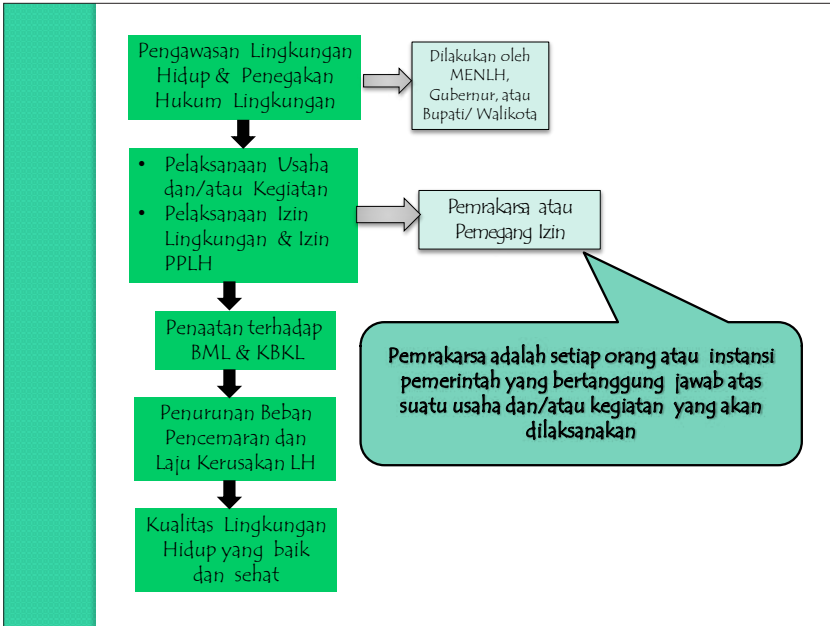 Pengawasan Lingkungan
Hidup & Penegakan
Hukum Lingkungan
Dilakukan oleh
MENLH,
Gubernur, atau
Bupati/ Walikota
• Pelaksanaan Usaha
dan/atau Kegiatan
• Pelaksanaan Izin
Lingkungan & Izin
PPLH
Pemrakarsa atau
Pemegang Izin
Penaatan terhadap
BML & KBKL
Pemrakarsa adalah setiap orang atau instansi
pemerintah yang bertanggung jawab atas
suatu usaha dan/atau kegiatan yang akan
dilaksanakan
Penurunan Beban
Pencemaran dan
Laju Kerusakan LH
Kualitas Lingkungan
Hidup yang baik
dan sehat